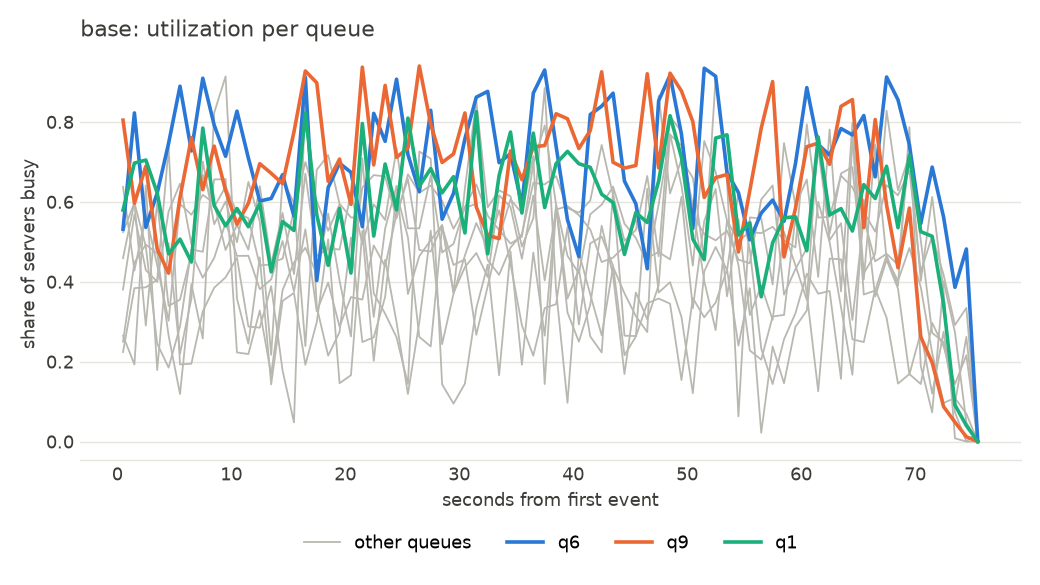 base: utilization per queue
share of servers busy
0.8
0.6
0.4
0.2
0.0
0 10 20 30 40 50 60 70
seconds from first event
other queues q6 q9 q1